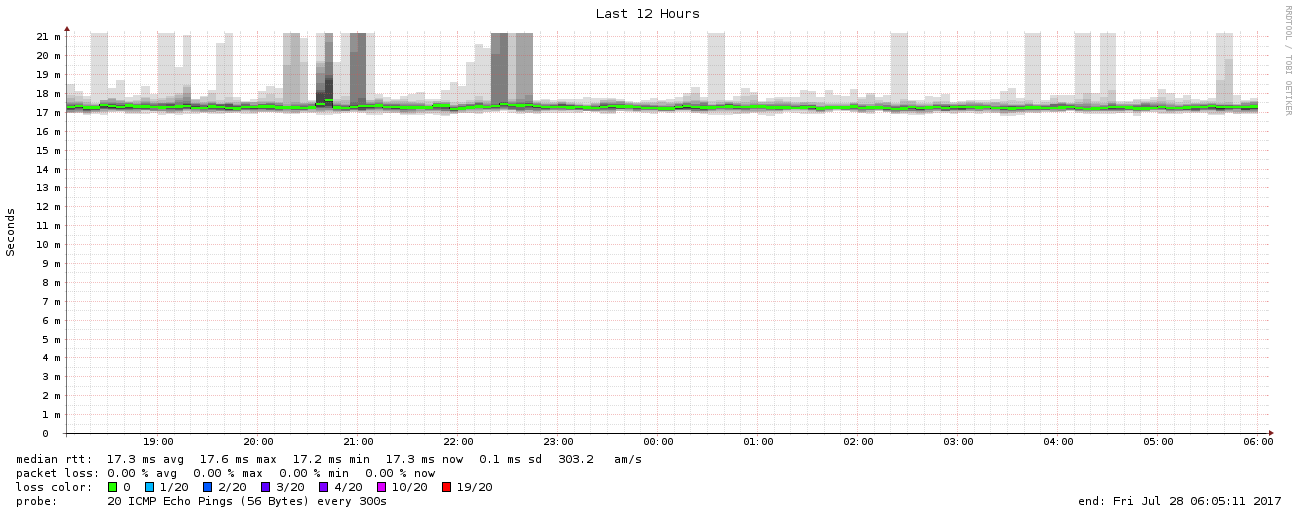 Last 12 Hours
RRDTOOL / TOBI OETIKER
Seconds
21 m
20 m
19 m
18 m
17 m
16 m
15 m
14 m
13 m
12 m
11 m
10 m
9 m
8 m
7 m
6 m
5 m
4 m
3 m
2 m
1 m
0
19:00 20:00 21:00 22:00 23:00 00:00 01:00 02:00 03:00 04:00 05:00 06:00
median rtt: 17.3 ms avg 17.6 ms max 17.2 ms min 17.3 ms now 0.1 ms sd 303.2 am/s
packet loss: 0.00 % avg 0.00 % max 0.00 % min 0.00 % now
loss color: 0 1/20 2/20 3/20 4/20 10/20 19/20
probe: 20 ICMP Echo Pings (56 Bytes) every 300s end: Fri Jul 28 06:05:11 2017